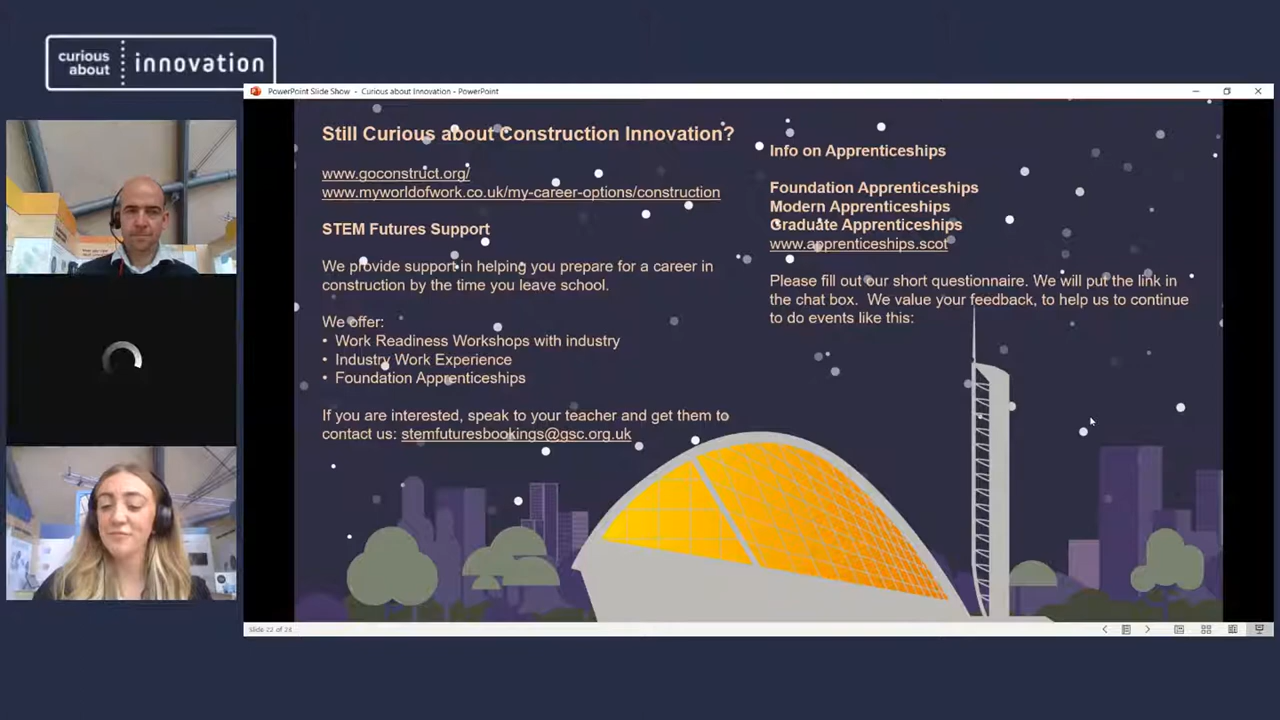 curious
about
innovation
PowerPoint Slide Show - Curious about Innovation - PowerPoint
Still Curious about Construction Innovation?
www.goconstruct.org/
www.myworldofwork.co.uk/my-career-options/construction
STEM Futures Support
We provide support in helping you prepare for a career in
construction by the time you leave school.
We offer:
• Work Readiness Workshops with industry
• Industry Work Experience
• Foundation Apprenticeships
If you are interested, speak to your teacher and get them to
contact us: stemfuturesbookings@gsc.org.uk
Info on Apprenticeships
Foundation Apprenticeships
Modern Apprenticeships
Graduate Apprenticeships
www.apprenticeships.scot
Please fill out our short questionnaire. We will put the link in
the chat box. We value your feedback, to help us to continue
to do events like this:
Slide 22 of 24